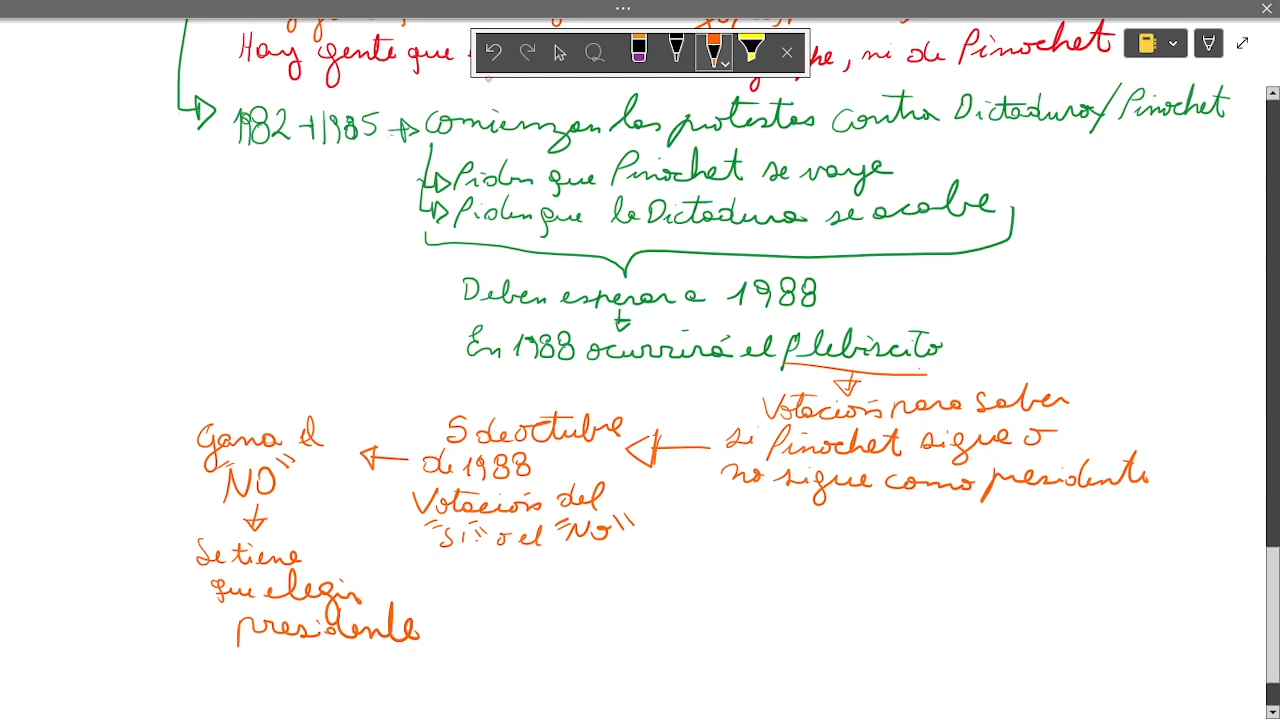 Hay gente que he, ni de Pinochet
1982 → 1985 → Comienzan las protestas contra Dictadura/Pinochet
Piden que Pinochet se vaya
Piden que la Dictadura se acabe
Deben esperar a 1988
En 1988 ocurrirá el plebiscito
Votación para saber
si Pinochet sigue o
no sigue como presidente
5 de octubre
de 1988
Votación del
"SI" o el "NO"
Gana el
"NO"
Se tiene
que elegir
presidente